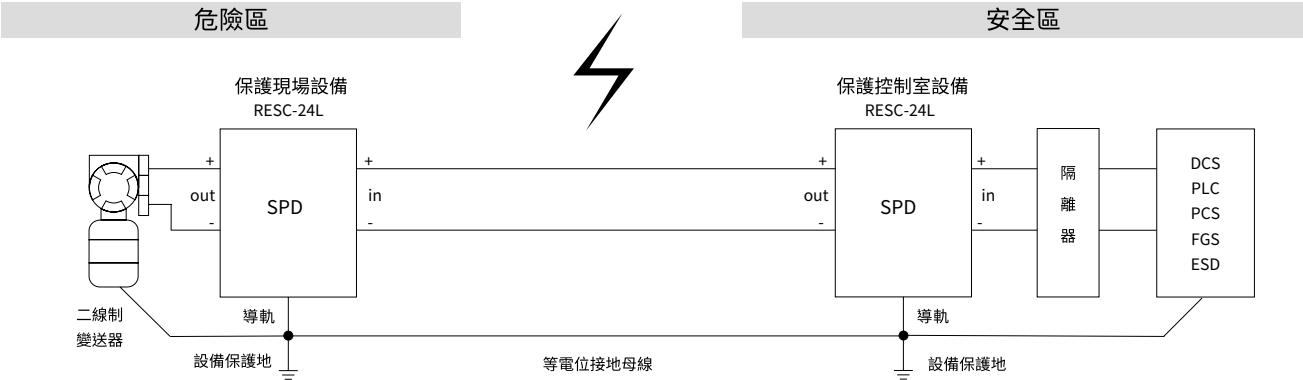 危險區
安全區
保護現場設備
RESC-24L
保護控制室設備
RESC-24L
+
+
+
+
out
SPD
in
out
SPD
in
-
-
-
-
隔
離
器
DCS
PLC
PCS
FGS
ESD
二線制
變送器
導軌
導軌
設備保護地
等電位接地母線
設備保護地